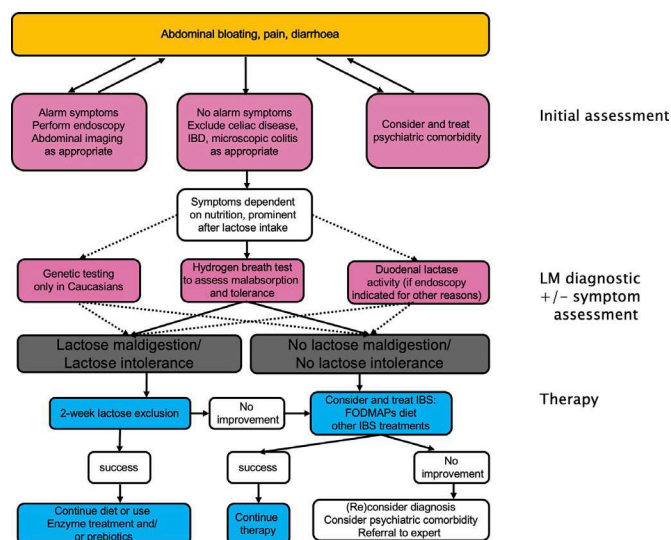 Abdominal bloating, pain, diarrhoea
Alarm symptoms
Perform endoscopy
Abdominal imaging
as appropriate
No alarm symptoms
Exclude celiac disease,
IBD, microscopic colitis
as appropriate
Consider and treat
psychiatric comorbidity
Initial assessment
Symptoms dependent
on nutrition, prominent
after lactose intake
Genetic testing
only in Caucasians
Hydrogen breath test
to assess malabsorption
and tolerance
Duodenal lactase
activity (if endoscopy
indicated for other reasons)
LM diagnostic
+/− symptom
assessment
Lactose maldigestion/
Lactose intolerance
No lactose maldigestion/
No lactose intolerance
Therapy
2-week lactose exclusion
No
improvement
Consider and treat IBS:
FODMAPs diet
other IBS treatments
success
success
No
improvement
Continue diet or use
Enzyme treatment and/
or prebiotics
Continue
therapy
(Re)consider diagnosis
Consider psychiatric comorbidity
Referral to expert